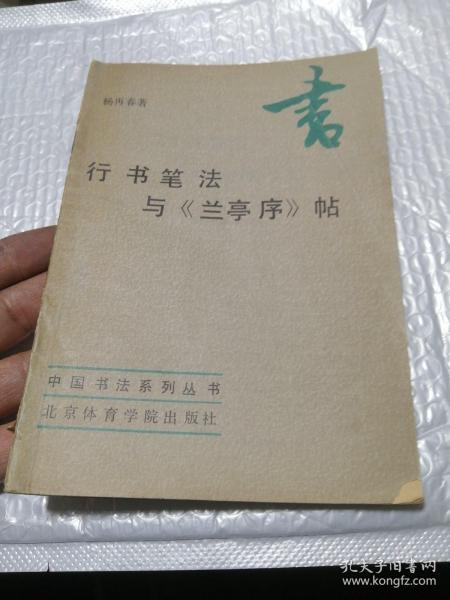 杨再春著
書
行书笔法
与《兰亭序》帖
中国书法系列丛书
北京体育学院出版社
孔夫子旧书网
www.kongfz.com